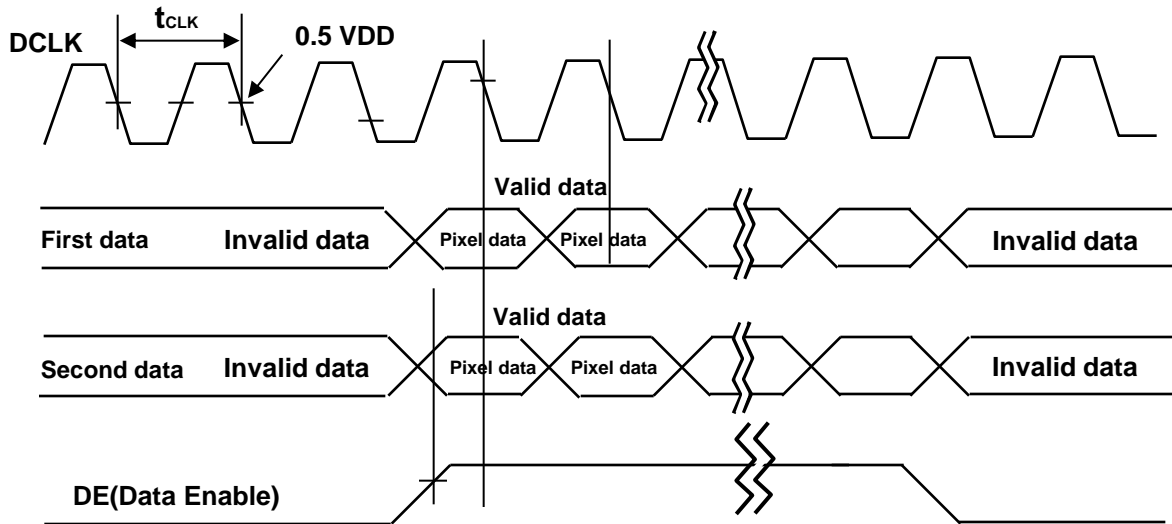 tCLK
DCLK
0.5 VDD
Valid data
First data
Invalid data
Pixel data
Pixel data
Invalid data
Valid data
Second data
Invalid data
Pixel data
Pixel data
Invalid data
DE(Data Enable)